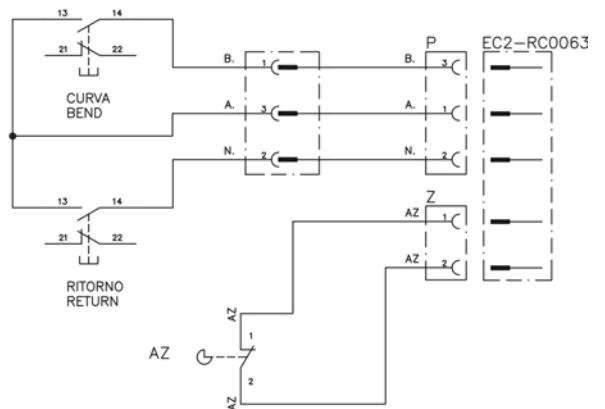 13 14
21 22
CURVA
BEND
B. 1 B. 3
A. 3 A. 1
N. 2 N. 2
P EC2-RC0063
13 14
21 22
RITORNO
RETURN
Z
AZ 1
AZ 2
AZ
1
AZ
2
AZ